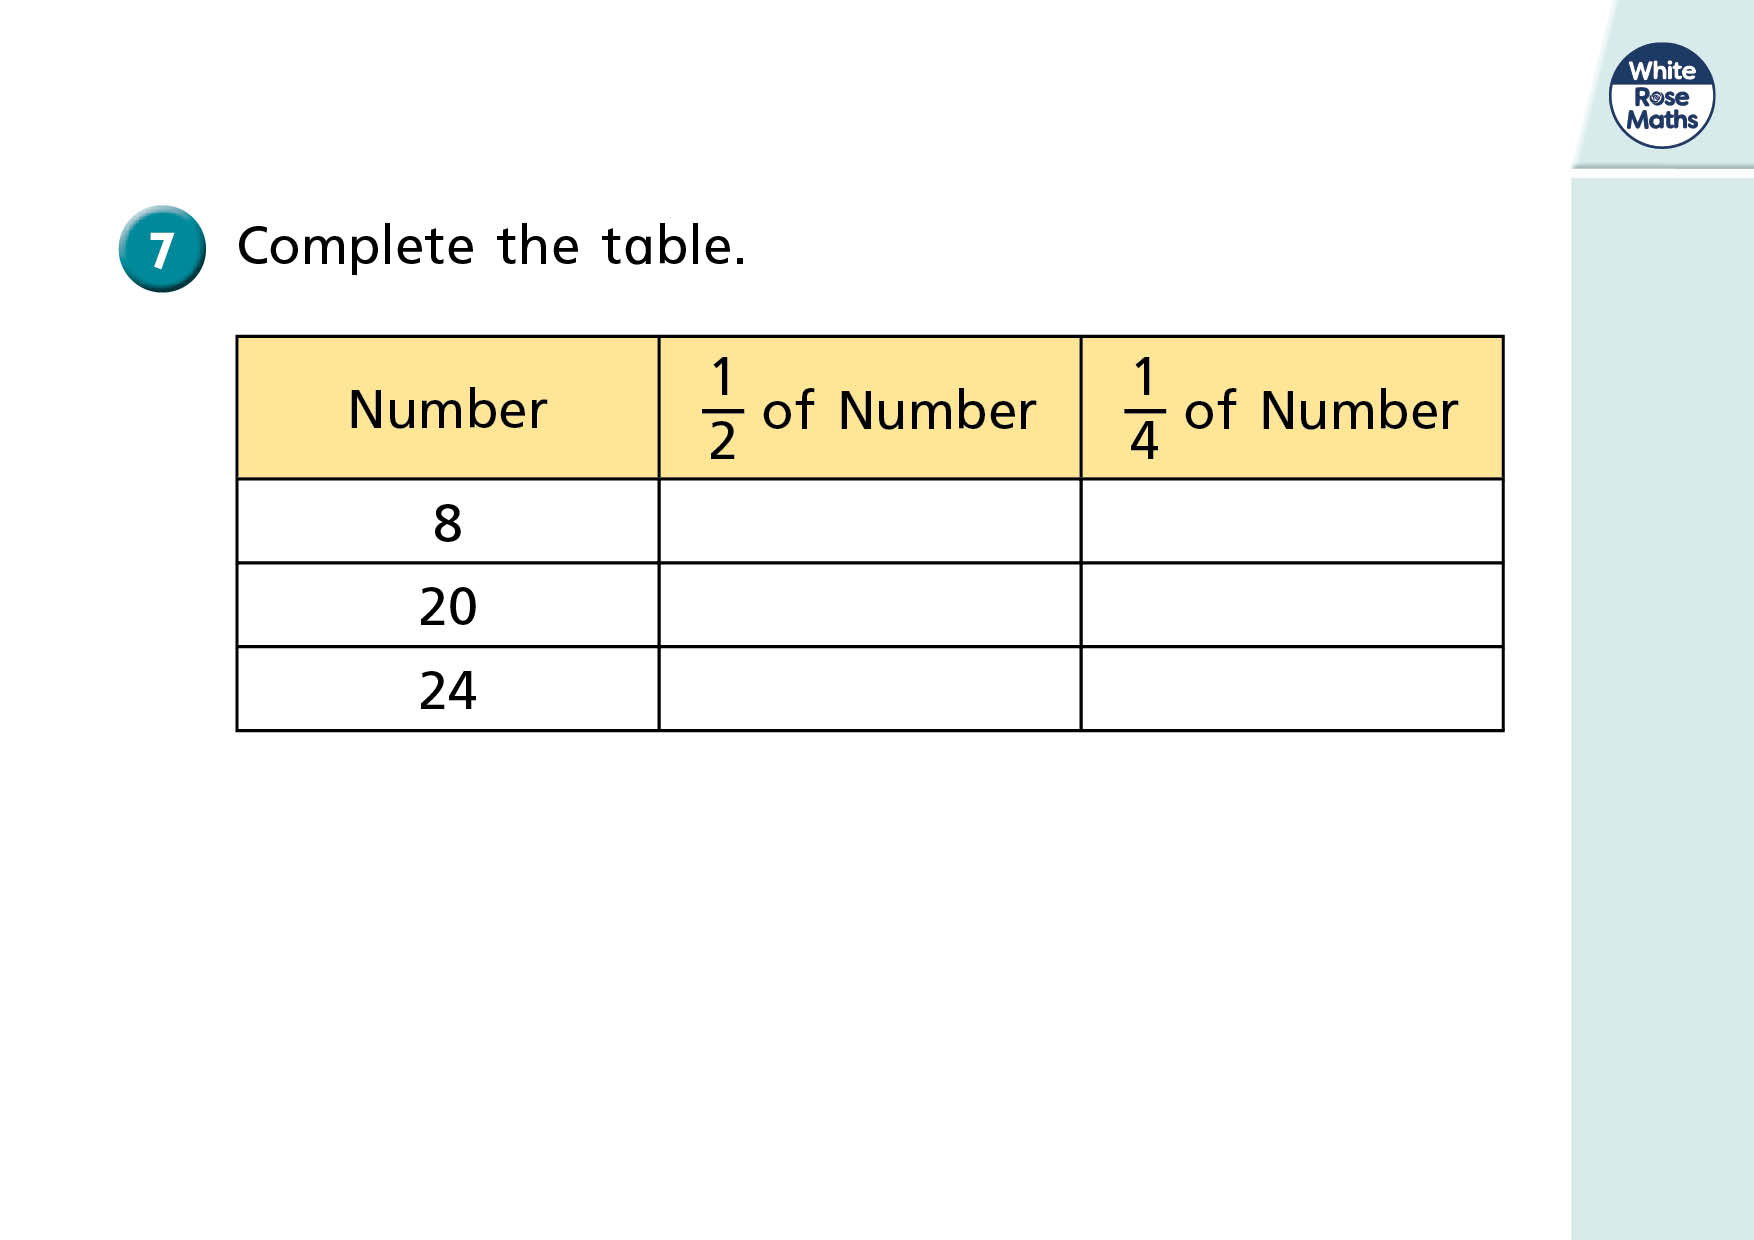 White
Rose
Maths
7 Complete the table.
Number 1/2 of Number 1/4 of Number
8
20
24